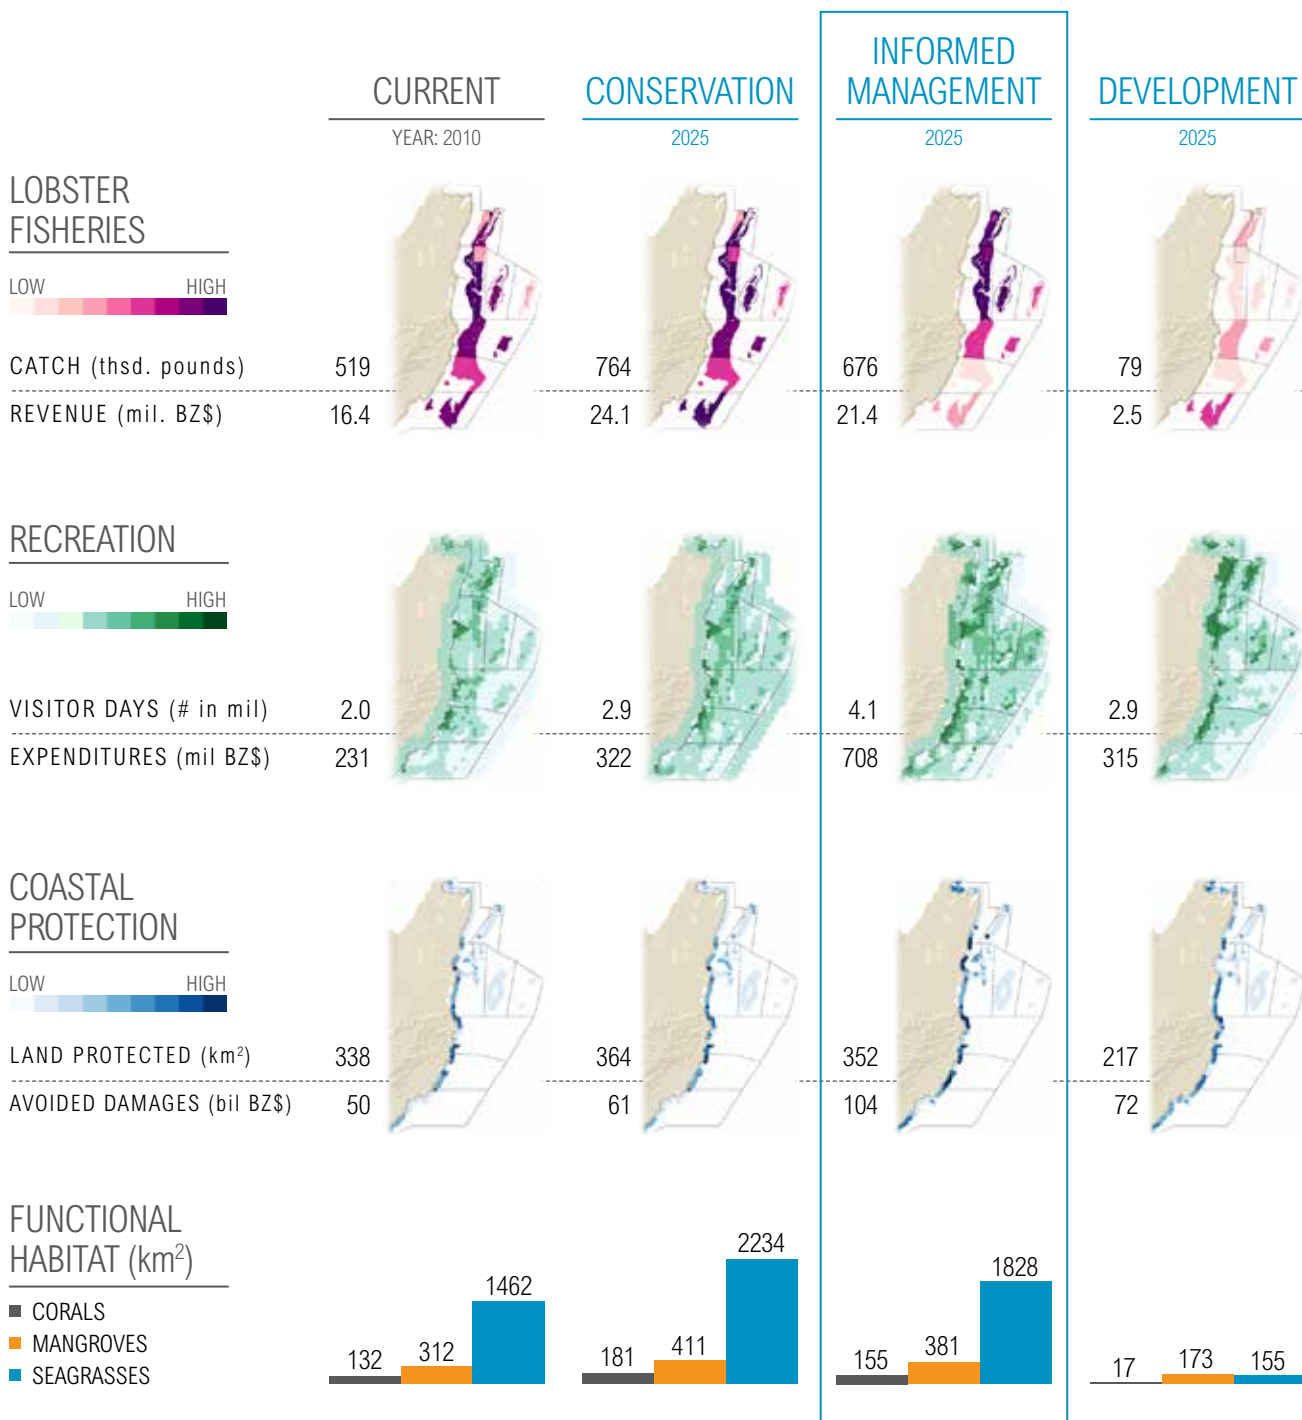 CURRENT
YEAR: 2010
CONSERVATION
2025
INFORMED
MANAGEMENT
2025
DEVELOPMENT
2025
LOBSTER
FISHERIES
LOW HIGH
CATCH (thsd. pounds) 519 764 676 79
REVENUE (mil. BZ$) 16.4 24.1 21.4 2.5
RECREATION
LOW HIGH
VISITOR DAYS (# in mil) 2.0 2.9 4.1 2.9
EXPENDITURES (mil BZ$) 231 322 708 315
COASTAL
PROTECTION
LOW HIGH
LAND PROTECTED (km²) 338 364 352 217
AVOIDED DAMAGES (bil BZ$) 50 61 104 72
FUNCTIONAL
HABITAT (km²)
CORALS
MANGROVES
SEAGRASSES
132 312 1462
181 411 2234
155 381 1828
17 173 155